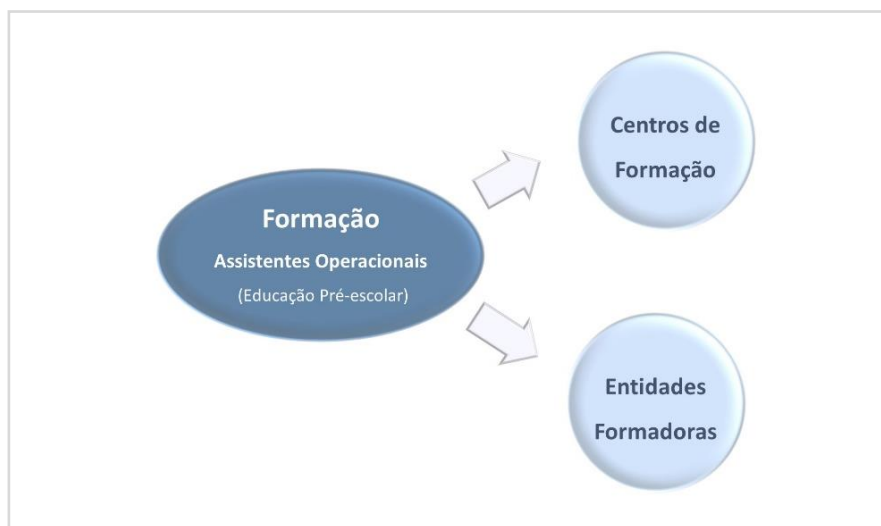 Formação
Assistentes Operacionais
(Educação Pré-escolar)
Centros de
Formação
Entidades
Formadoras